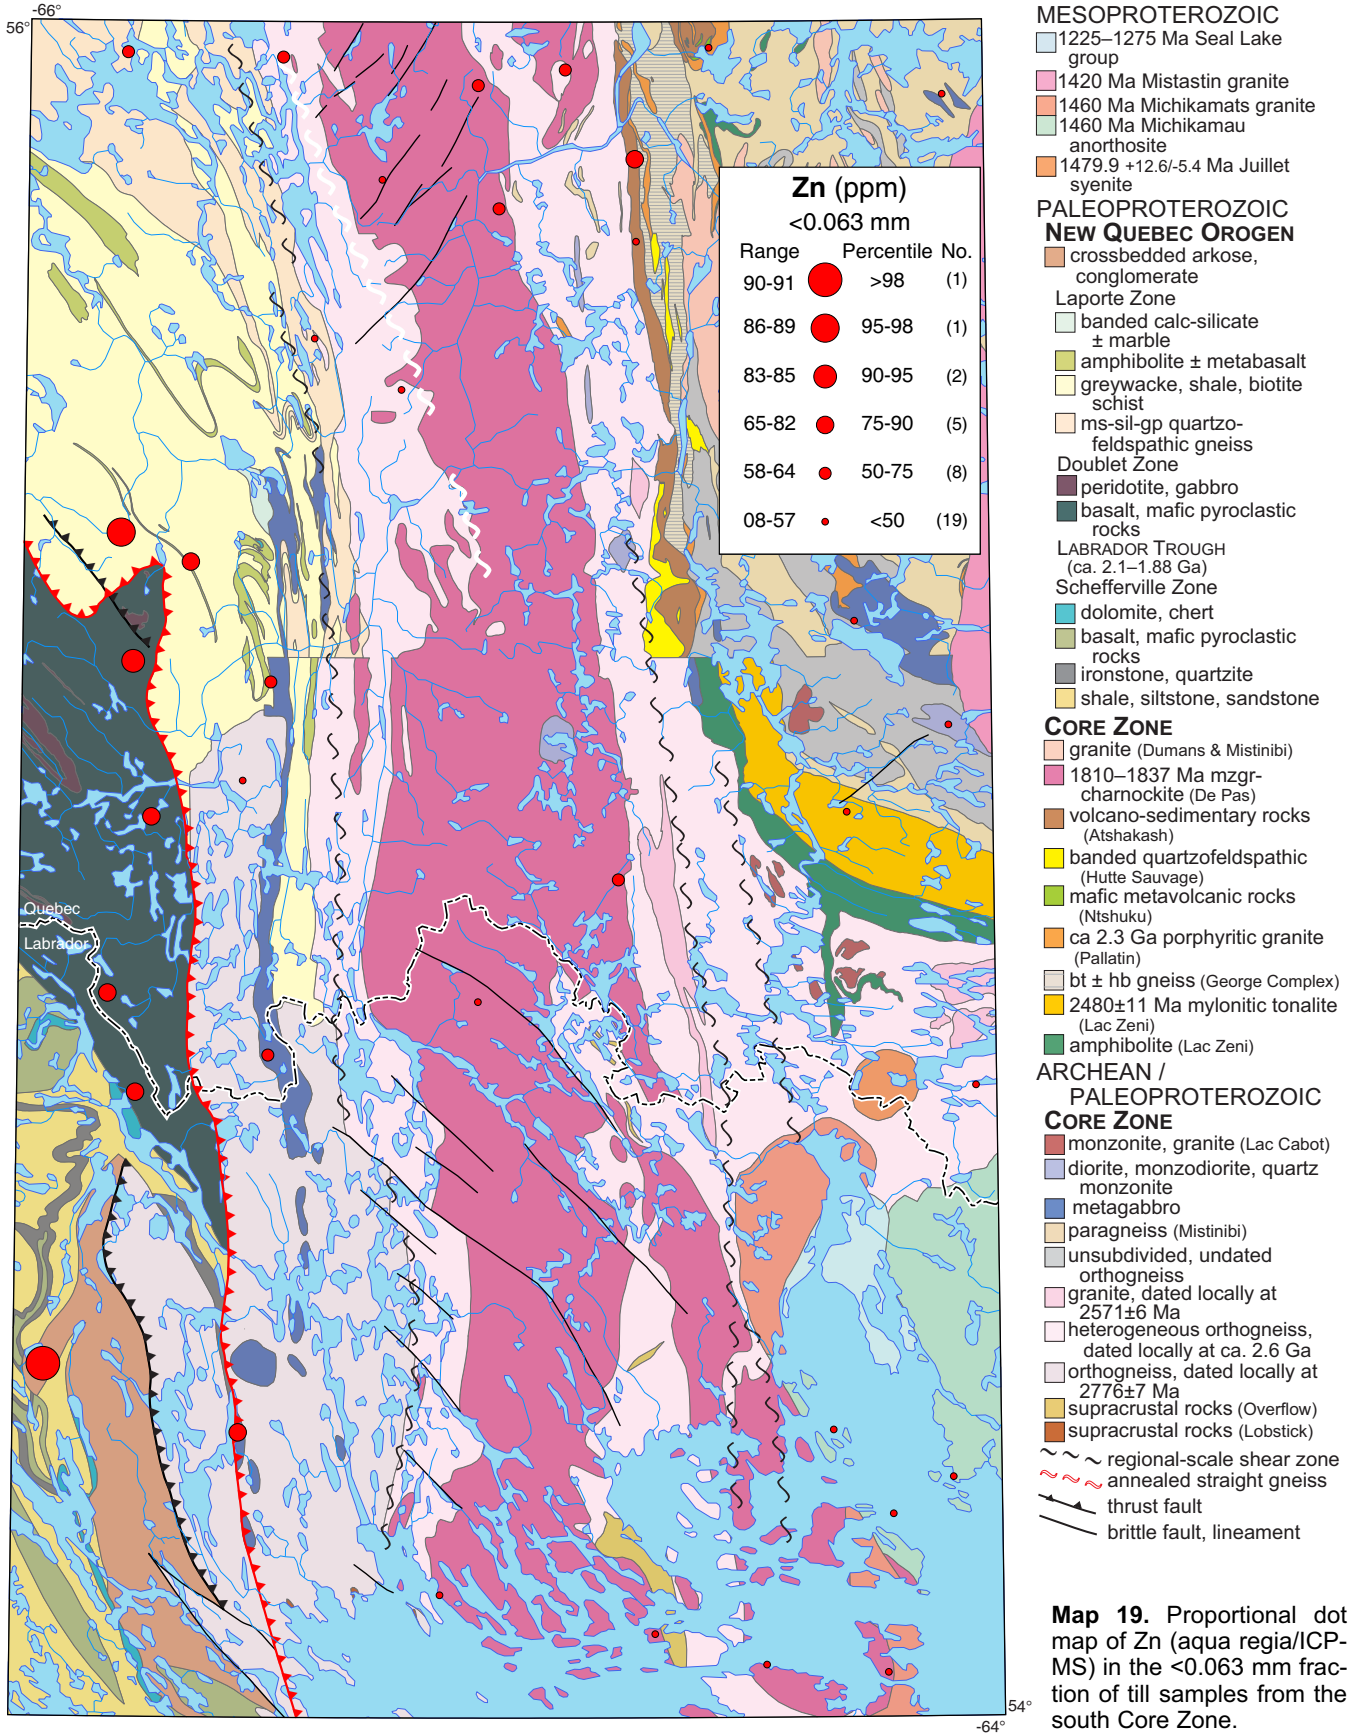 -66°
56°
Zn (ppm)
<0.063 mm
Range Percentile No.
90-91 >98 (1)
86-89 95-98 (1)
83-85 90-95 (2)
65-82 75-90 (5)
58-64 50-75 (8)
08-57 <50 (19)
Quebec
Labrador
54°
-64°
MESOPROTEROZOIC
1225–1275 Ma Seal Lake
group
1420 Ma Mistastin granite
1460 Ma Michikamats granite
1460 Ma Michikamau
anorthosite
1479.9 +12.6/-5.4 Ma Juillet
syenite
PALEOPROTEROZOIC
NEW QUEBEC OROGEN
crossbedded arkose,
conglomerate
Laporte Zone
banded calc-silicate
± marble
amphibolite ± metabasalt
greywacke, shale, biotite
schist
ms-sil-gp quartzo-
feldspathic gneiss
Doublet Zone
peridotite, gabbro
basalt, mafic pyroclastic
rocks
LABRADOR TROUGH
(ca. 2.1–1.88 Ga)
Schefferville Zone
dolomite, chert
basalt, mafic pyroclastic
rocks
ironstone, quartzite
shale, siltstone, sandstone
CORE ZONE
granite (Dumans & Mistinibi)
1810–1837 Ma mzgr-
charnockite (De Pas)
volcano-sedimentary rocks
(Atshakash)
banded quartzofeldspathic
(Hutte Sauvage)
mafic metavolcanic rocks
(Ntshuku)
ca 2.3 Ga porphyritic granite
(Pallatin)
bt ± hb gneiss (George Complex)
2480±11 Ma mylonitic tonalite
(Lac Zeni)
amphibolite (Lac Zeni)
ARCHEAN /
PALEOPROTEROZOIC
CORE ZONE
monzonite, granite (Lac Cabot)
diorite, monzodiorite, quartz
monzonite
metagabbro
paragneiss (Mistinibi)
unsubdivided, undated
orthogneiss
granite, dated locally at
2571±6 Ma
heterogeneous orthogneiss,
dated locally at ca. 2.6 Ga
orthogneiss, dated locally at
2776±7 Ma
supracrustal rocks (Overflow)
supracrustal rocks (Lobstick)
regional-scale shear zone
annealed straight gneiss
thrust fault
brittle fault, lineament
Map 19. Proportional dot
map of Zn (aqua regia/ICP-
MS) in the <0.063 mm frac-
tion of till samples from the
south Core Zone.